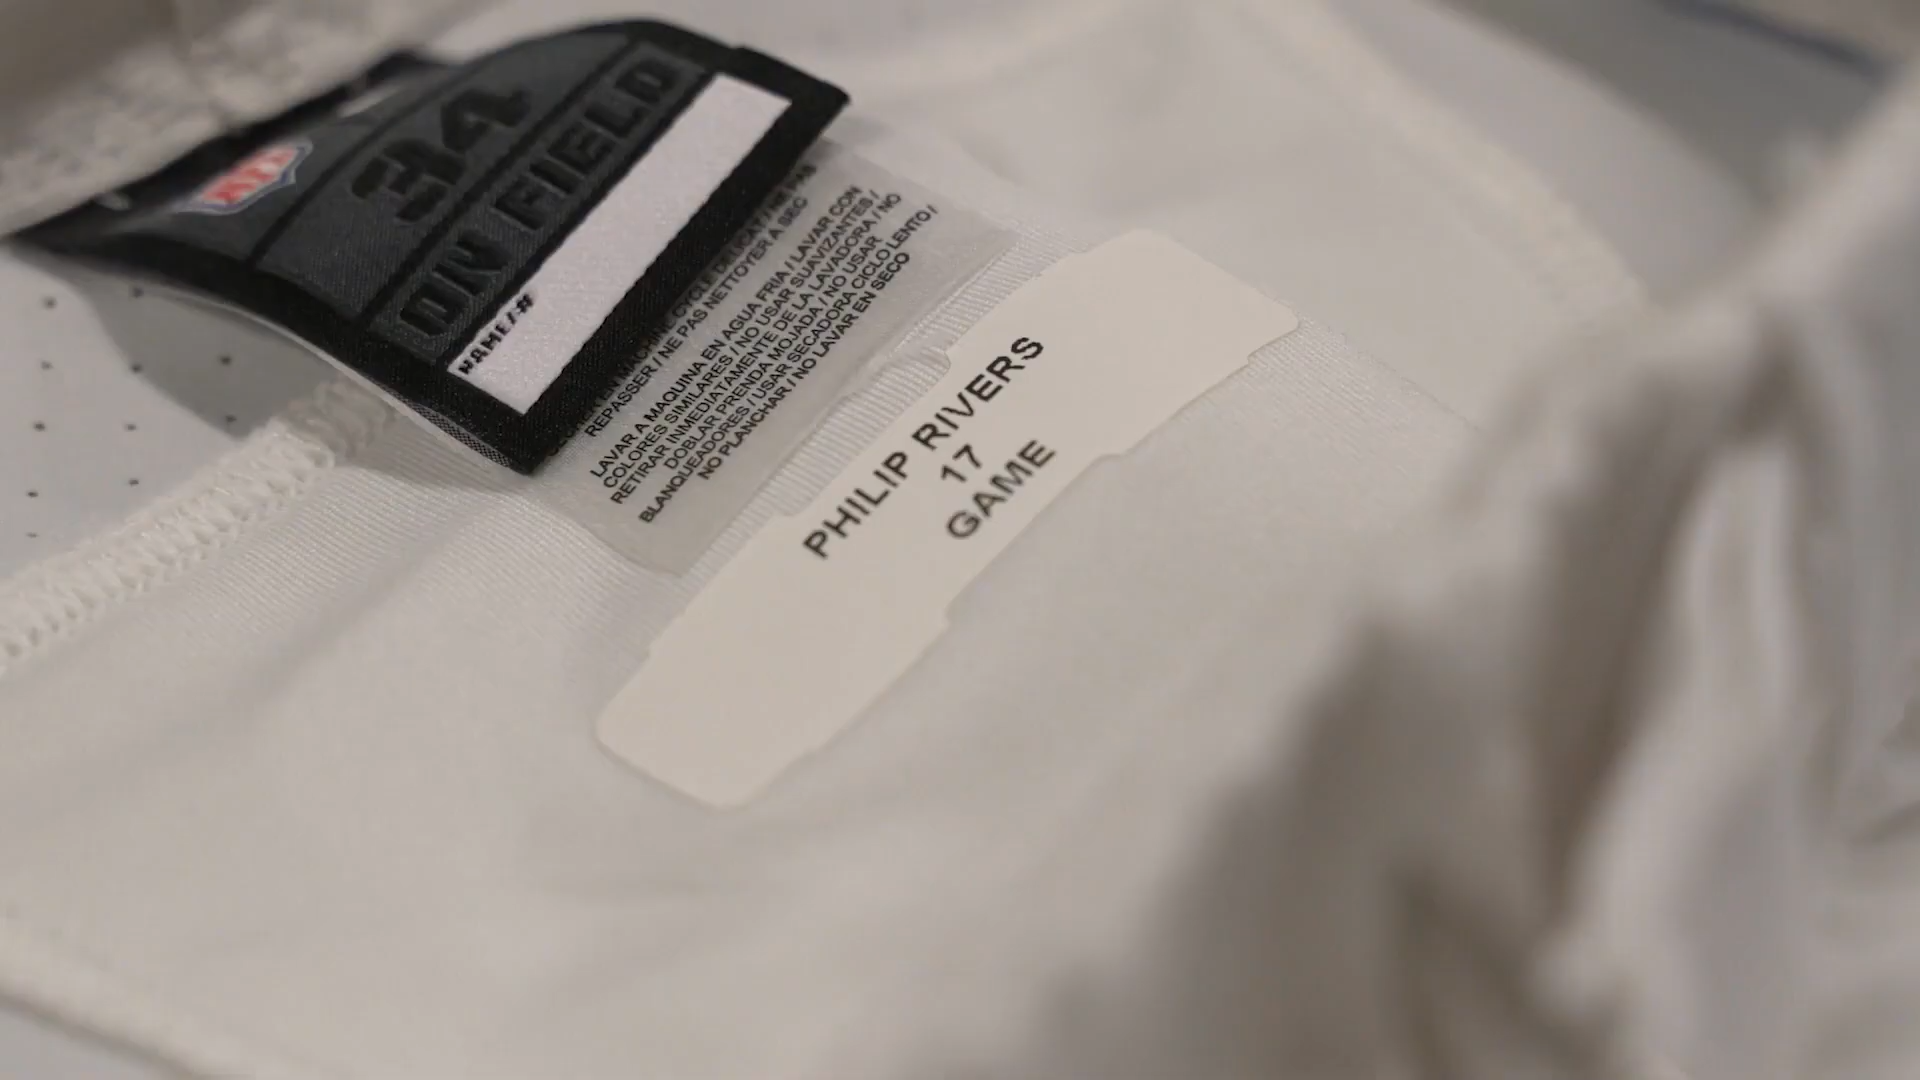 NFL
34
ON FIELD
NAME/#
REPASSER / NE PAS NETTOYER A SEC
LAVAR A MAQUINA EN AGUA FRIA / LAVAR CON
COLORES SIMILARES / NO USAR SUAVIZANTES /
RETIRAR INMEDIATAMENTE DE LA LAVADORA / NO
DOBLAR PRENDA MOJADA / NO USAR
BLANQUEADORES / USAR SECADORA CICLO LENTO /
NO PLANCHAR / NO LAVAR EN SECO
PHILIP RIVERS
17
GAME